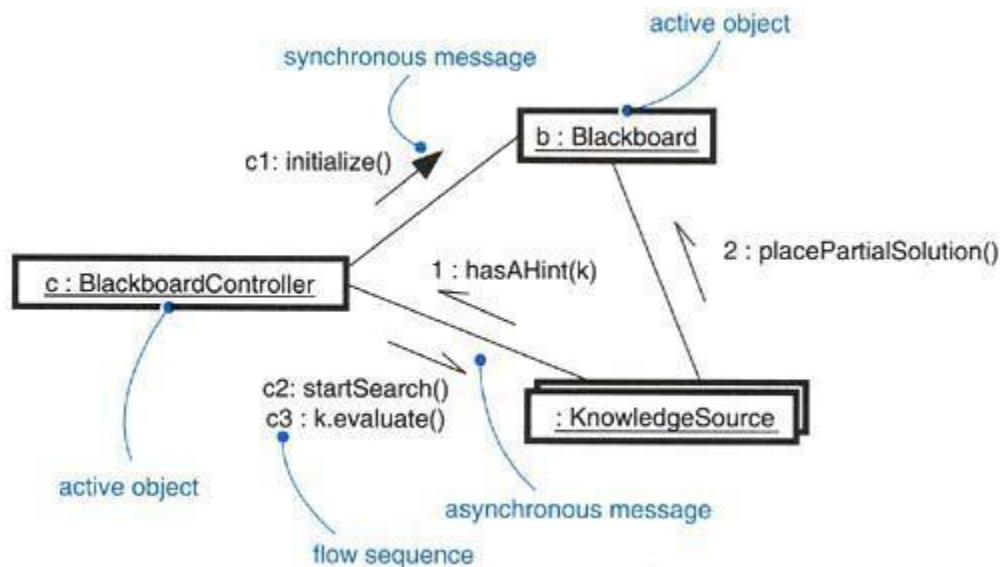 active object
synchronous message
b : Blackboard
c1: initialize()
2 : placePartialSolution()
1 : hasAHint(k)
c : BlackboardController
c2: startSearch()
c3 : k.evaluate()
: KnowledgeSource
active object
asynchronous message
flow sequence